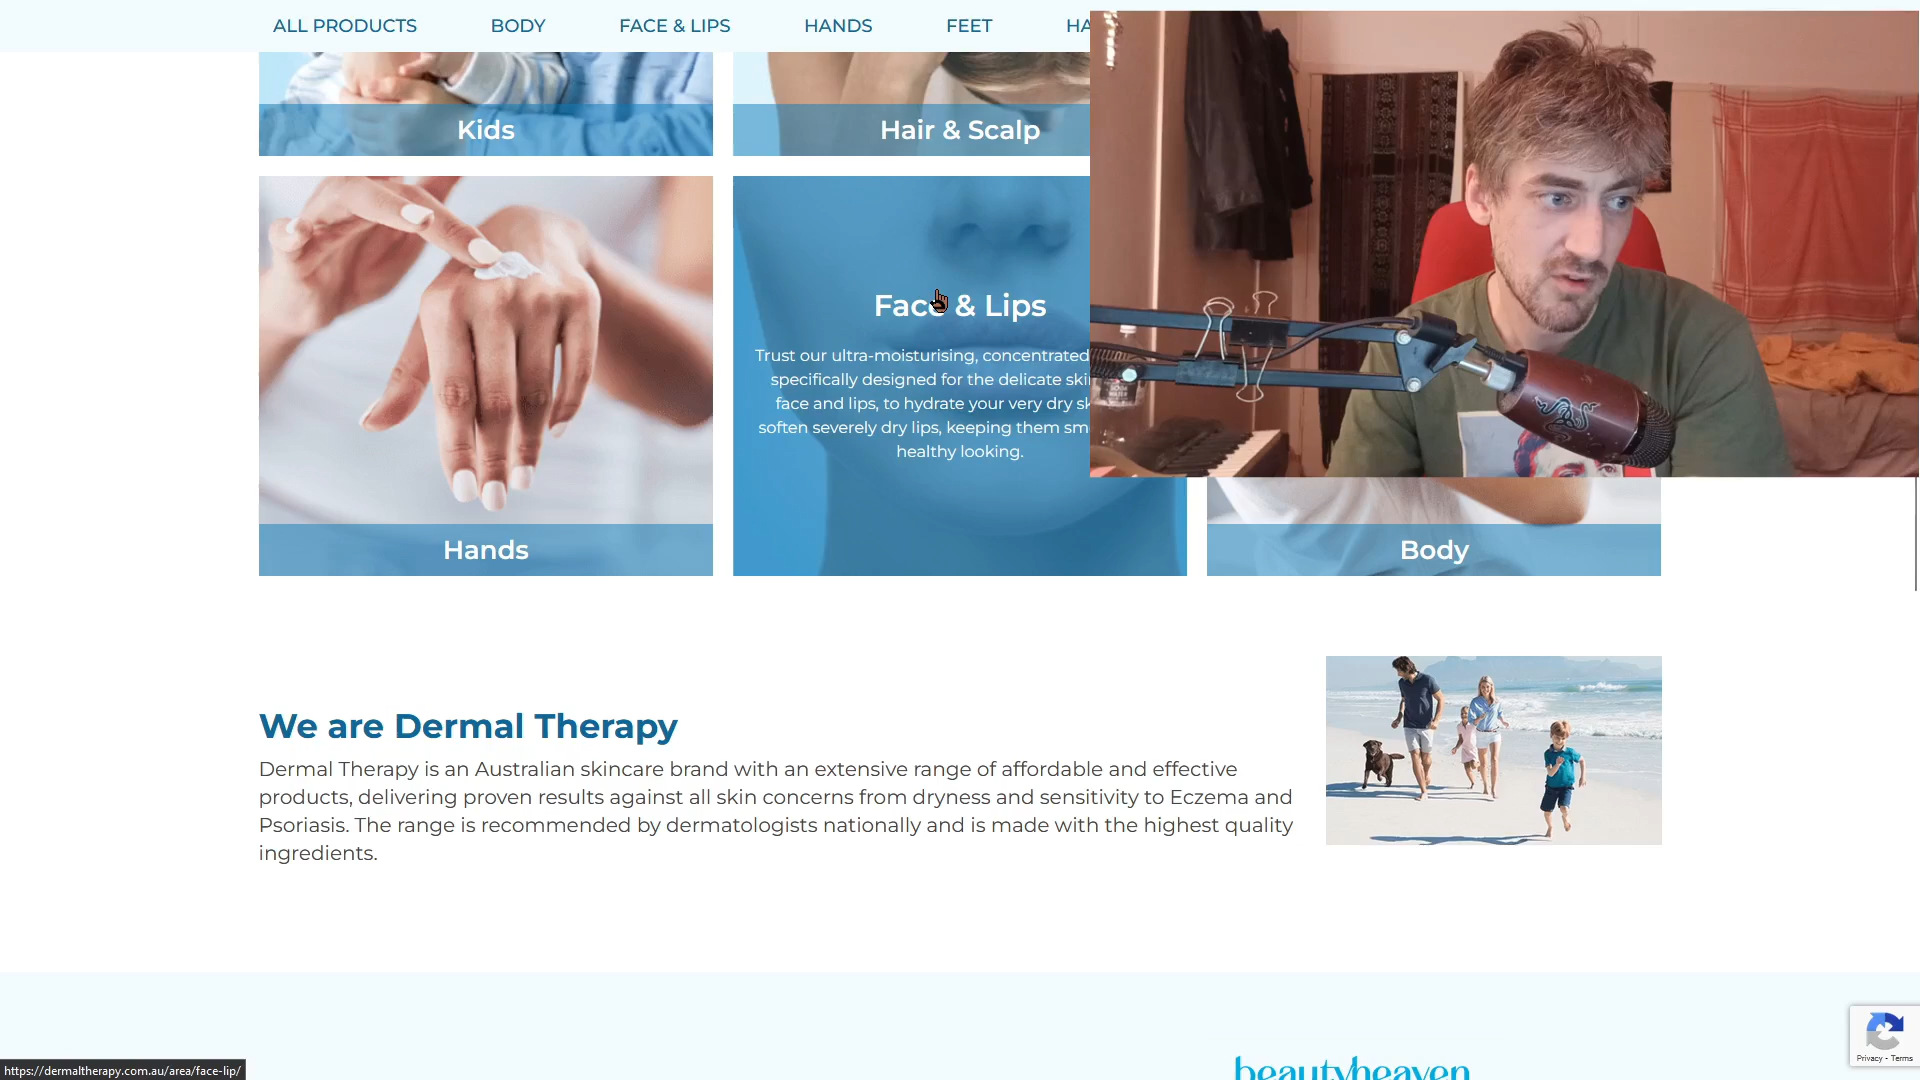 ALL PRODUCTS
BODY
FACE & LIPS
HANDS
FEET
HA
Kids
Hair & Scalp
Face & Lips
Trust our ultra-moisturising, concentrated
specifically designed for the delicate ski
face and lips, to hydrate your very dry sk
soften severely dry lips, keeping them sm
healthy looking.
Hands
Body
We are Dermal Therapy
Dermal Therapy is an Australian skincare brand with an extensive range of affordable and effective
products, delivering proven results against all skin concerns from dryness and sensitivity to Eczema and
Psoriasis. The range is recommended by dermatologists nationally and is made with the highest quality
ingredients.
beautyheaven
Privacy - Terms
https://dermaltherapy.com.au/area/face-lip/